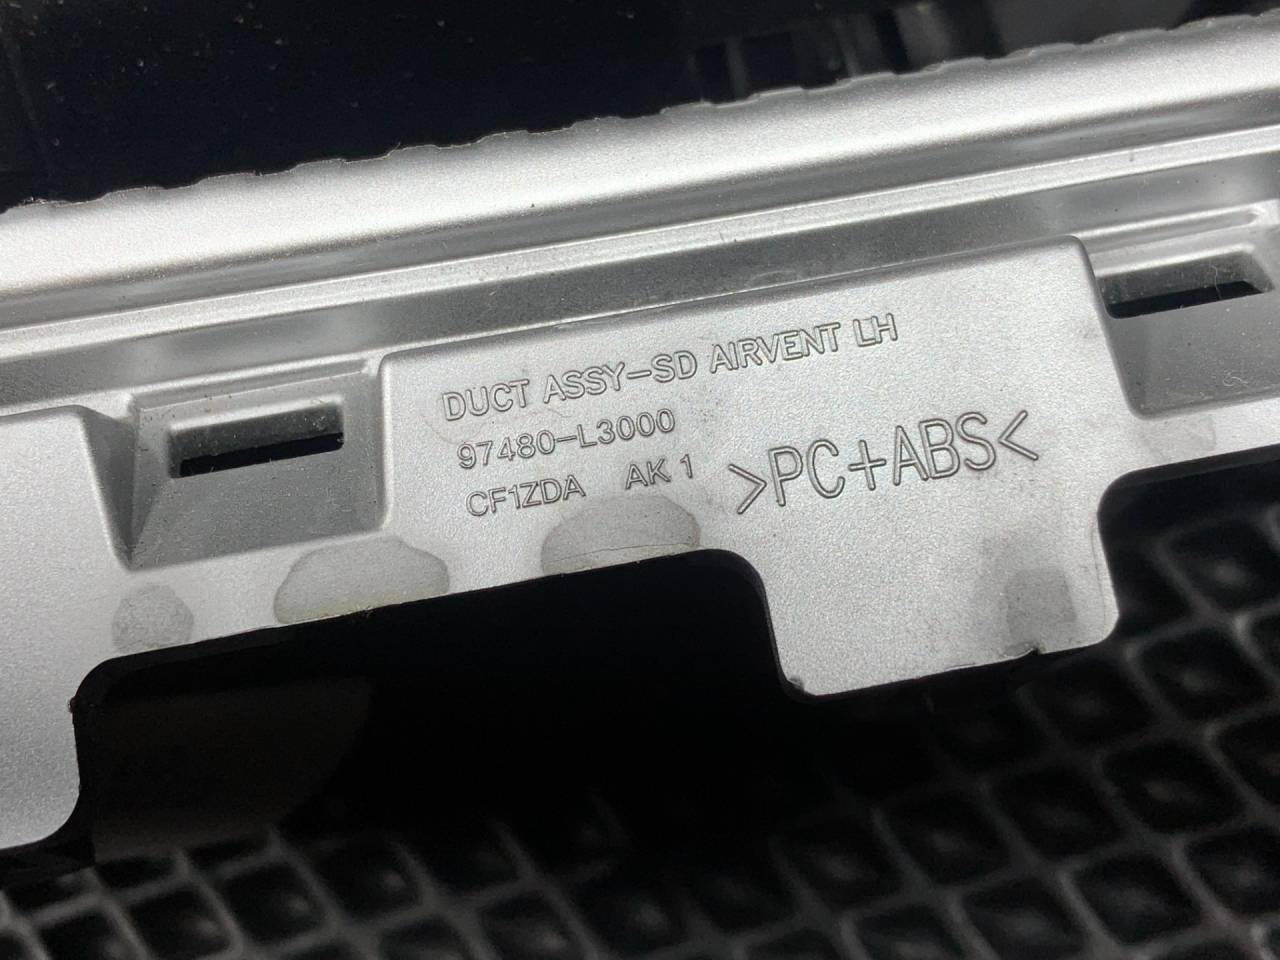 DUCT ASSY-SD AIRVENT LH
97480-L3000
CF1ZDA AK 1
>PC+ABS<